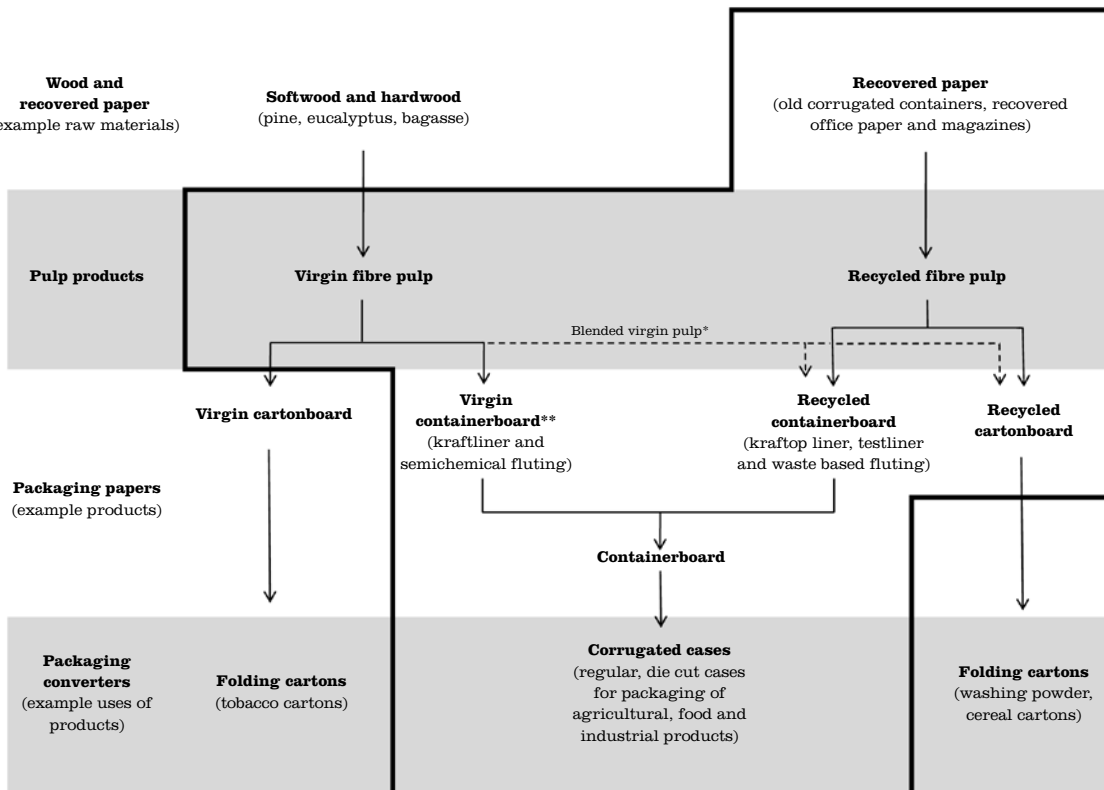 Wood and
recovered paper
example raw materials)
Softwood and hardwood
(pine, eucalyptus, bagasse)
Recovered paper
(old corrugated containers, recovered
office paper and magazines)
Pulp products
Virgin fibre pulp
Recycled fibre pulp
Blended virgin pulp*
Virgin cartonboard
Virgin
containerboard**
(kraftliner and
semichemical fluting)
Recycled
containerboard
(kraftop liner, testliner
and waste based fluting)
Recycled
cartonboard
Packaging papers
(example products)
Containerboard
Packaging
converters
(example uses of
products)
Folding cartons
(tobacco cartons)
Corrugated cases
(regular, die cut cases
for packaging of
agricultural, food and
industrial products)
Folding cartons
(washing powder,
cereal cartons)